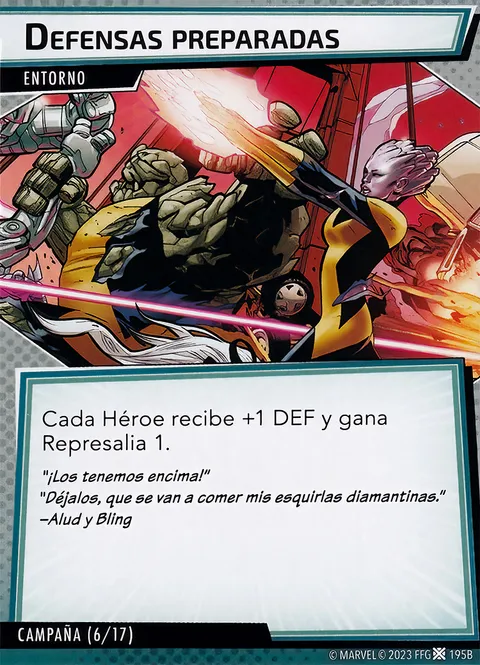 DEFENSAS PREPARADAS
ENTORNO
Cada Héroe recibe +1 DEF y gana
Represalia 1.
"¡Los tenemos encima!"
"Déjalos, que se van a comer mis esquirlas diamantinas."
–Alud y Bling
CAMPAÑA (6/17)
© MARVEL © 2023 FFG 195B